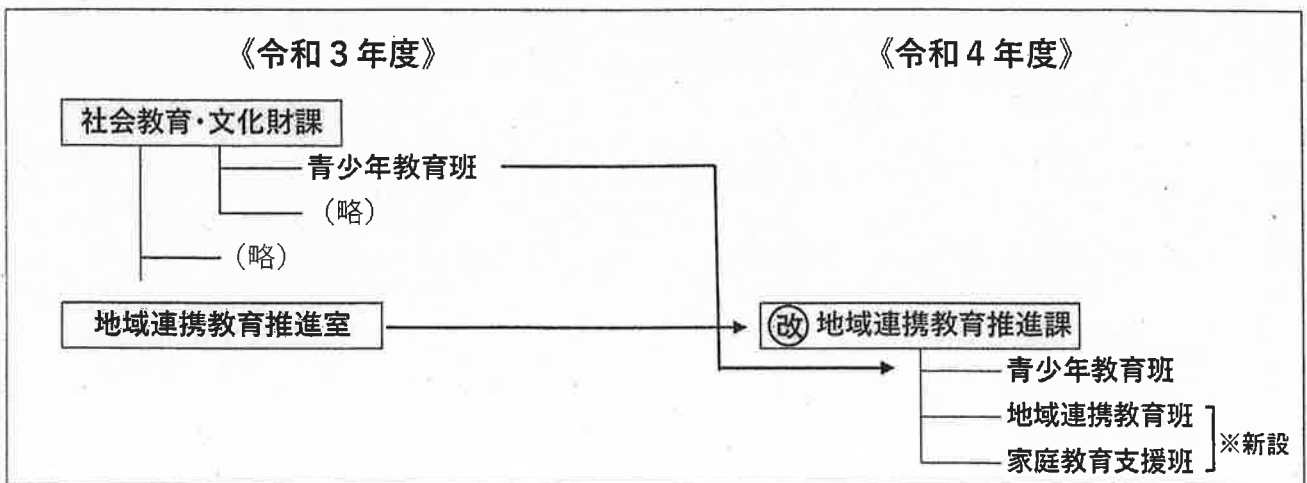 《令和3年度》
《令和4年度》
社会教育・文化財課
青少年教育班
(略)
(略)
地域連携教育推進室
改 地域連携教育推進課
青少年教育班
地域連携教育班
家庭教育支援班
※新設